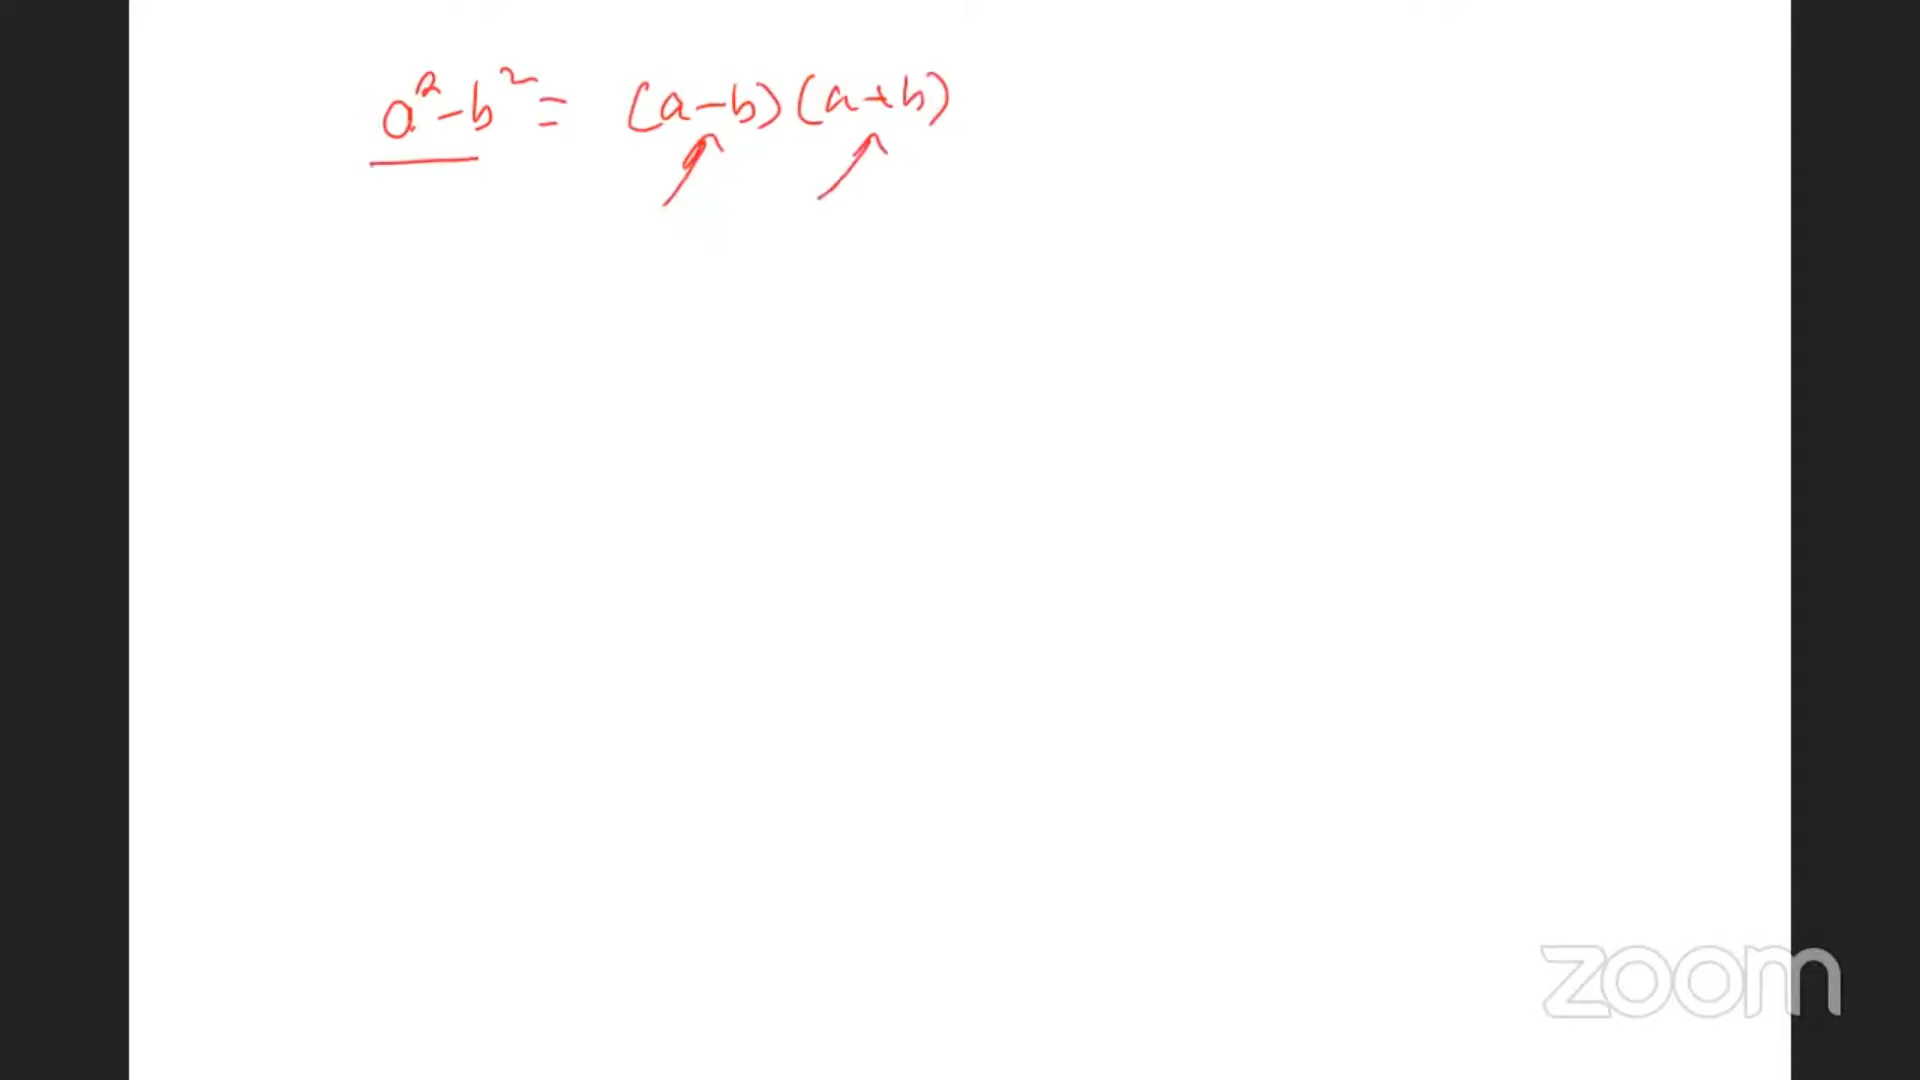 a² - b² = (a-b)(a+b)
zoom